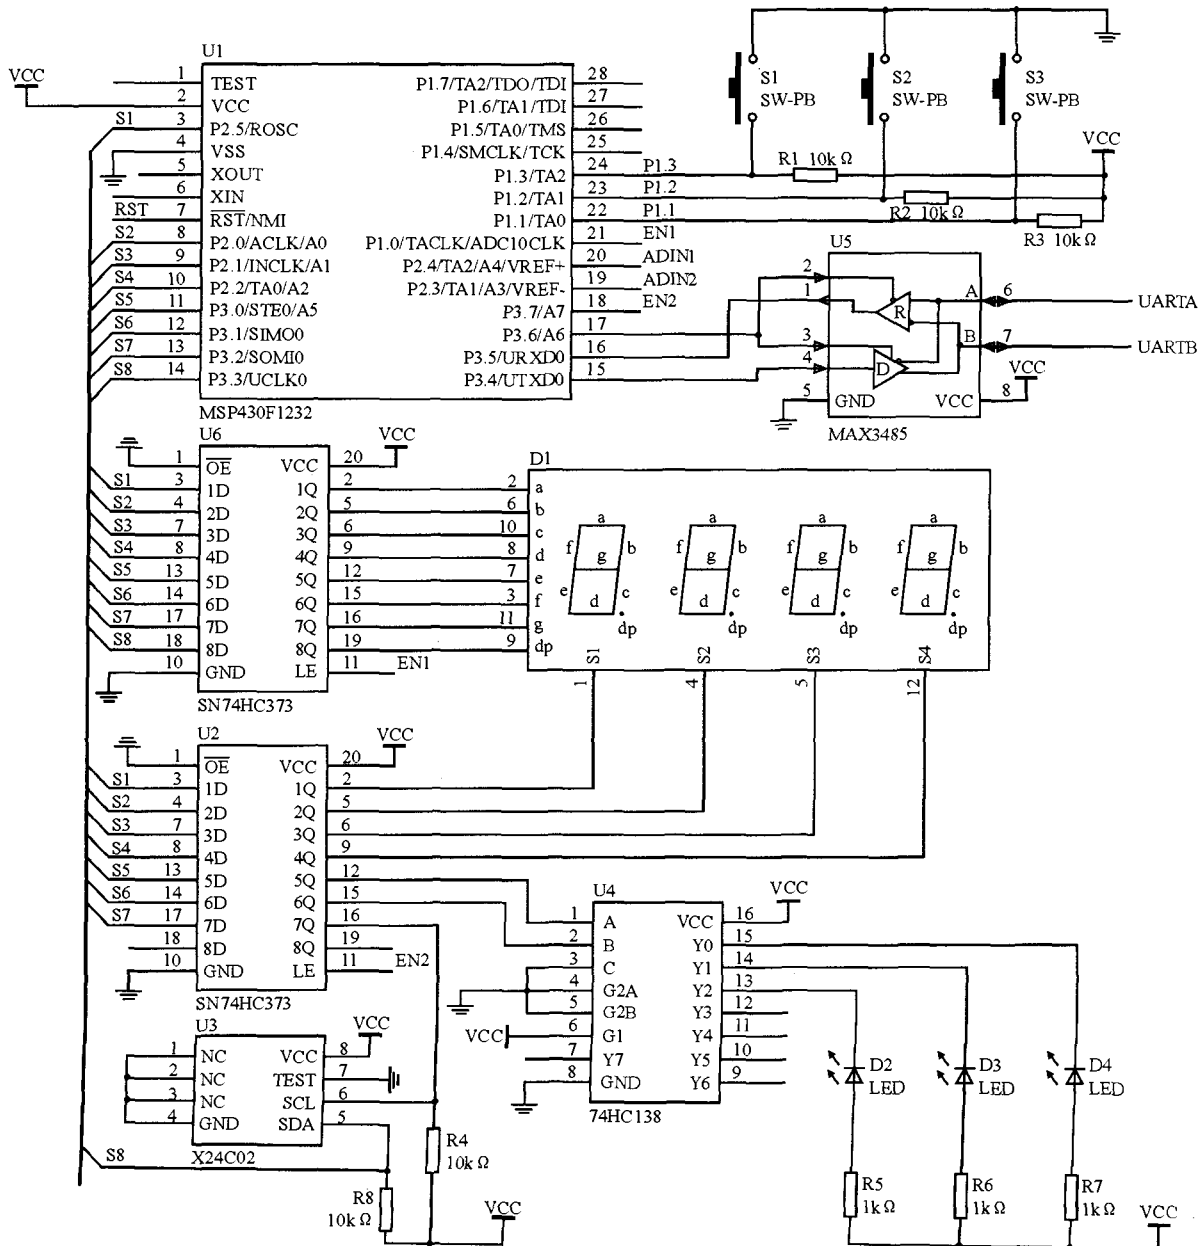 U1
VCC
1 TEST P1.7/TA2/TDO/TDI 28
2 VCC P1.6/TA1/TDI 27
S1 3 P2.5/ROSC P1.5/TA0/TMS 26
4 VSS P1.4/SMCLK/TCK 25
5 XOUT P1.3/TA2 24 P1.3
6 XIN P1.2/TA1 23 P1.2
RST 7 RST/NMI P1.1/TA0 22 P1.1
S2 8 P2.0/ACLK/A0 P1.0/TACLK/ADC10CLK 21 EN1
S3 9 P2.1/INCLK/A1 P2.4/TA2/A4/VREF+ 20 ADIN1
S4 10 P2.2/TA0/A2 P2.3/TA1/A3/VREF- 19 ADIN2
S5 11 P3.0/STE0/A5 P3.7/A7 18 EN2
S6 12 P3.1/SIMO0 P3.6/A6 17
S7 13 P3.2/SOMI0 P3.5/URXD0 16
S8 14 P3.3/UCLK0 P3.4/UTXD0 15
MSP430F1232
S1 SW-PB
S2 SW-PB
S3 SW-PB
VCC
R1 10kΩ
R2 10kΩ
R3 10kΩ
U5
2
1 R A 6 UARTA
3 B 7 UARTB
4 D
VCC
5 GND VCC 8
MAX3485
U6
VCC
1 OE VCC 20
S1 3 1D 1Q 2
S2 4 2D 2Q 5
S3 7 3D 3Q 6
S4 8 4D 4Q 9
S5 13 5D 5Q 12
S6 14 6D 6Q 15
S7 17 7D 7Q 16
S8 18 8D 8Q 19
10 GND LE 11 EN1
SN74HC373
D1
2 a
6 b
10 c
8 d
7 e
3 f
11 g
9 dp
a f g b e d c dp
a f g b e d c dp
a f g b e d c dp
a f g b e d c dp
S1 S2 S3 S4
1 4 5 12
U2
VCC
1 OE VCC 20
S1 3 1D 1Q 2
S2 4 2D 2Q 5
S3 7 3D 3Q 6
S4 8 4D 4Q 9
S5 13 5D 5Q 12
S6 14 6D 6Q 15
S7 17 7D 7Q 16
18 8D 8Q 19
10 GND LE 11 EN2
SN74HC373
U4
VCC
1 A VCC 16
2 B Y0 15
3 C Y1 14
4 G2A Y2 13
5 G2B Y3 12
VCC 6 G1 Y4 11
7 Y7 Y5 10
8 GND Y6 9
74HC138
U3
VCC
1 NC VCC 8
2 NC TEST 7
3 NC SCL 6
4 GND SDA 5
X24C02
S8
R4
10kΩ
R8
10kΩ
VCC
D2
LED
D3
LED
D4
LED
R5
1kΩ
R6
1kΩ
R7
1kΩ
VCC